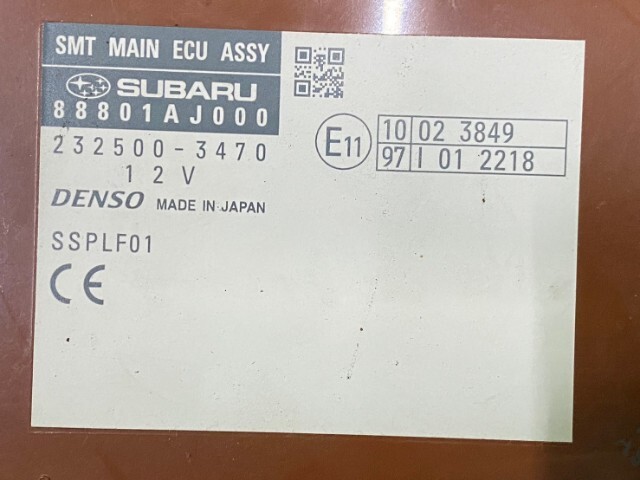 SMT MAIN ECU ASSY
SUBARU
88801AJ000
232500-3470
12V
DENSO MADE IN JAPAN
SSPLF01
CE
E11
10 02 3849
97 I 01 2218